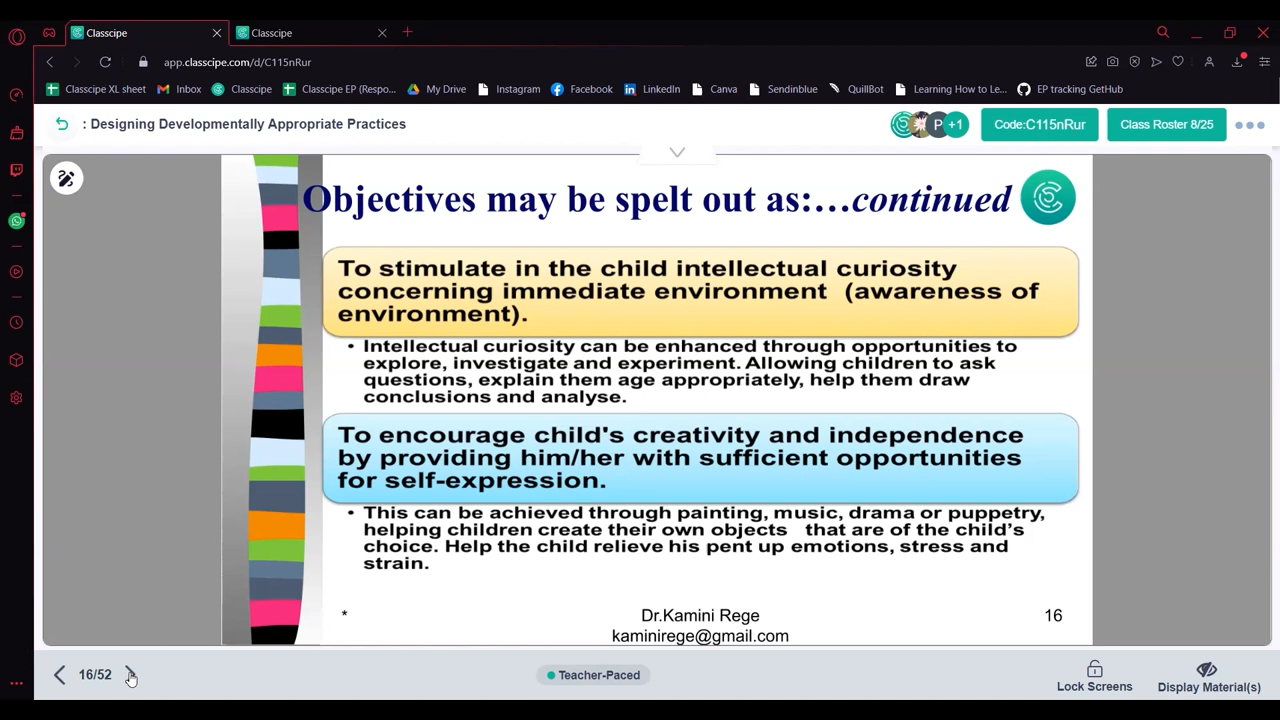 Classcipe
Classcipe
app.classcipe.com/d/C115nRur
Classcipe XL sheet
Inbox
Classcipe
Classcipe EP (Respo...
My Drive
Instagram
Facebook
LinkedIn
Canva
Sendinblue
QuillBot
Learning How to Le...
EP tracking GetHub
: Designing Developmentally Appropriate Practices
P
+1
Code:C115nRur
Class Roster 8/25
Objectives may be spelt out as:…continued
To stimulate in the child intellectual curiosity
concerning immediate environment (awareness of
environment).
• Intellectual curiosity can be enhanced through opportunities to
explore, investigate and experiment. Allowing children to ask
questions, explain them age appropriately, help them draw
conclusions and analyse.
To encourage child's creativity and independence
by providing him/her with sufficient opportunities
for self-expression.
• This can be achieved through painting, music, drama or puppetry,
helping children create their own objects that are of the child's
choice. Help the child relieve his pent up emotions, stress and
strain.
*
Dr.Kamini Rege
kaminirege@gmail.com
16
16/52
Teacher-Paced
Lock Screens
Display Material(s)